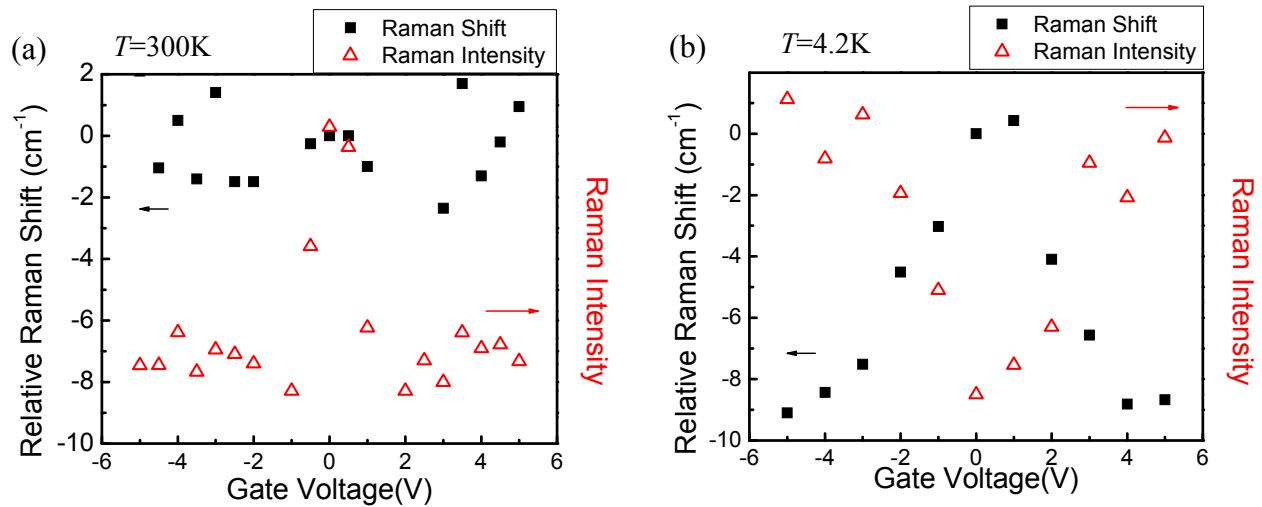 (a)
T=300K
Raman Shift
Raman Intensity
2
0
-2
-4
-6
-8
-10
Relative Raman Shift (cm-1)
Raman Intensity
-6 -4 -2 0 2 4 6
Gate Voltage(V)
(b)
T=4.2K
Raman Shift
Raman Intensity
0
-2
-4
-6
-8
-10
Relative Raman Shift (cm-1)
Raman Intensity
-6 -4 -2 0 2 4 6
Gate Voltage(V)